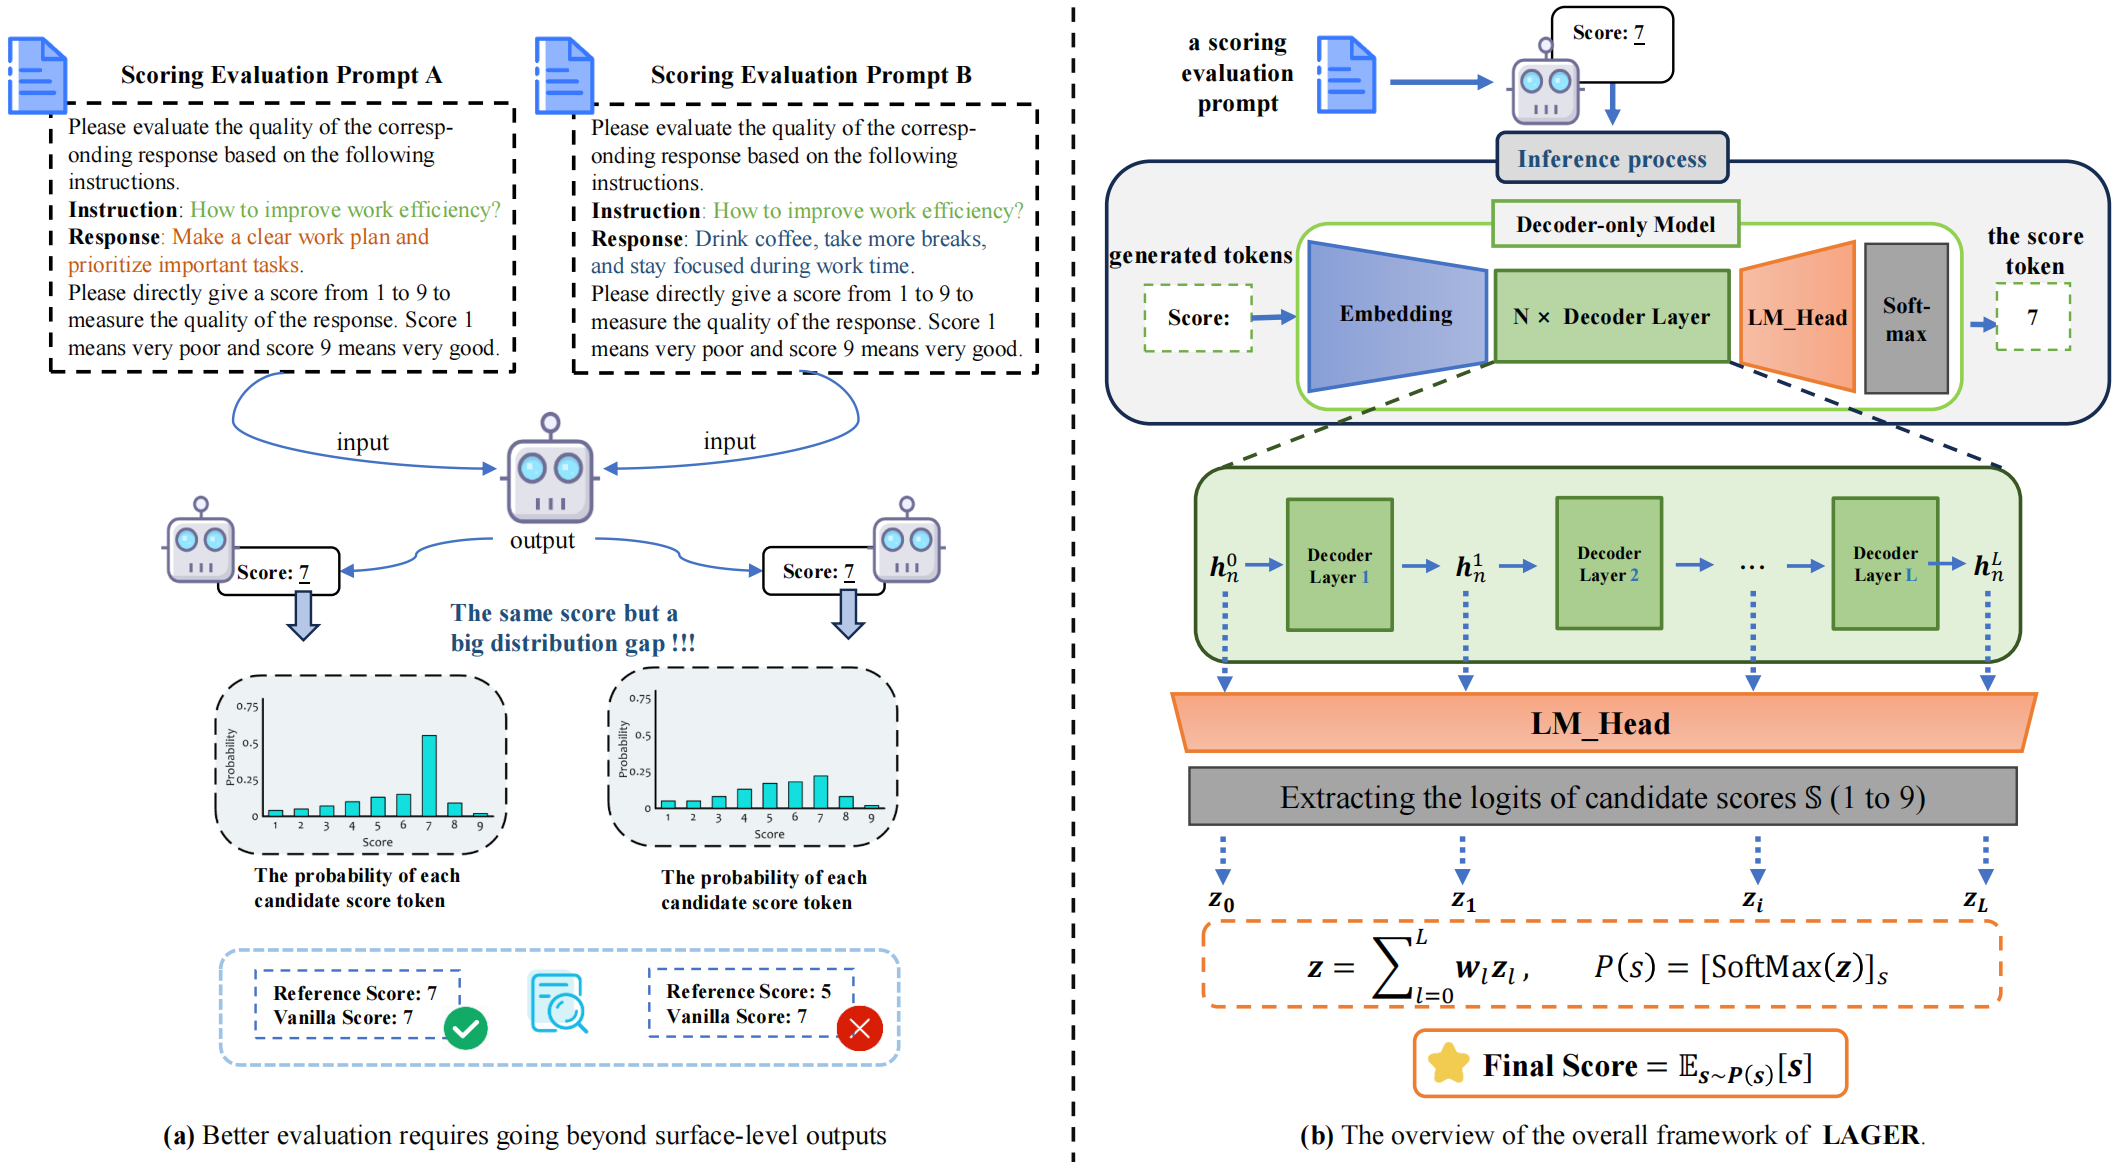 Scoring Evaluation Prompt A
Please evaluate the quality of the corresp-
onding response based on the following
instructions.
Instruction: How to improve work efficiency?
Response: Make a clear work plan and
prioritize important tasks.
Please directly give a score from 1 to 9 to
measure the quality of the response. Score 1
means very poor and score 9 means very good.
Scoring Evaluation Prompt B
Please evaluate the quality of the corresp-
onding response based on the following
instructions.
Instruction: How to improve work efficiency?
Response: Drink coffee, take more breaks,
and stay focused during work time.
Please directly give a score from 1 to 9 to
measure the quality of the response. Score 1
means very poor and score 9 means very good.
input
input
output
Score: 7
Score: 7
The same score but a
big distribution gap !!!
Probability
0.75
0.5
0.25
0
1 2 3 4 5 6 7 8 9
Score
The probability of each
candidate score token
Probability
0.75
0.5
0.25
0
1 2 3 4 5 6 7 8 9
Score
The probability of each
candidate score token
Reference Score: 7
Vanilla Score: 7
Reference Score: 5
Vanilla Score: 7
(a) Better evaluation requires going beyond surface-level outputs
a scoring
evaluation
prompt
Score: 7
Inference process
Decoder-only Model
generated tokens
Score:
Embedding
N × Decoder Layer
LM_Head
Soft-
max
the score
token
7
h_n^0
Decoder
Layer 1
h_n^1
Decoder
Layer 2
...
Decoder
Layer L
h_n^L
LM_Head
Extracting the logits of candidate scores 𝕊 (1 to 9)
z_0 z_1 z_i z_L
z = ∑_{l=0}^{L} w_l z_l , P(s) = [SoftMax(z)]_s
Final Score = 𝔼_{s~P(s)}[s]
(b) The overview of the overall framework of LAGER.